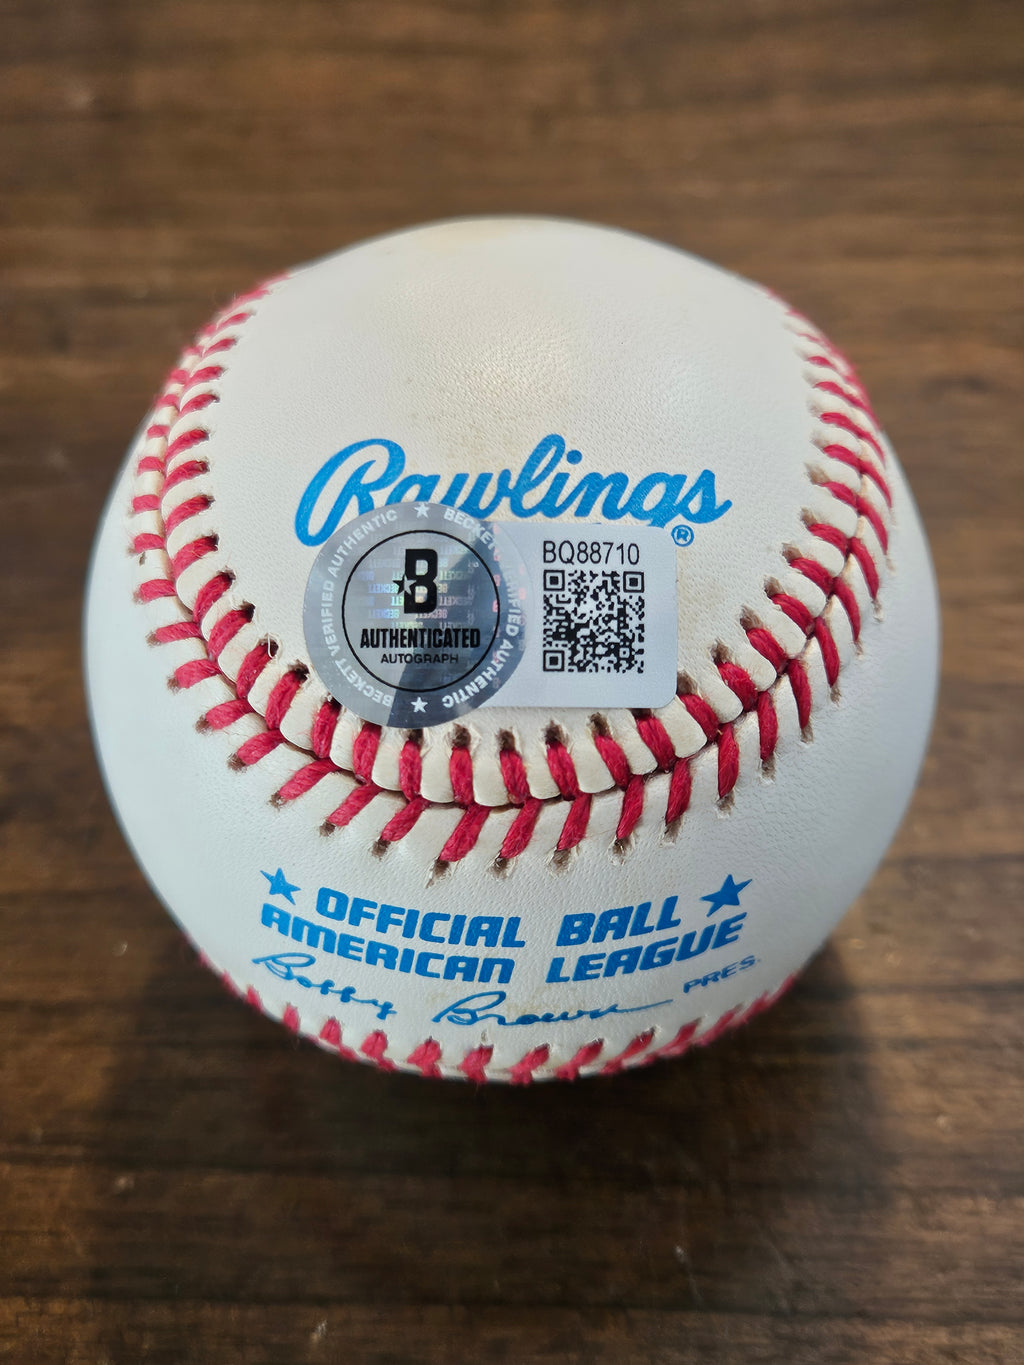 Rawlings
®
BECKETT VERIFIED AUTHENTIC ★ BECKETT VERIFIED AUTHENTIC ★
B
AUTHENTICATED
AUTOGRAPH
BQ88710
★ OFFICIAL BALL ★
AMERICAN LEAGUE
Bobby Brown PRES.